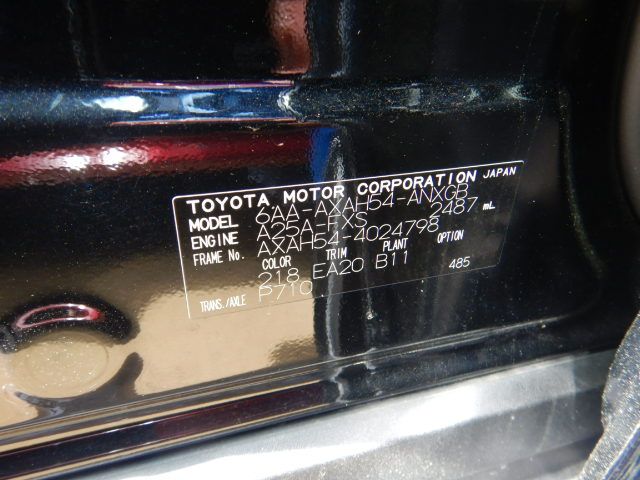 TOYOTA MOTOR CORPORATION JAPAN
MODEL 6AA-AXAH54-ANXGB
ENGINE A25A-FXS 2487 mL
FRAME No. AXAH54-4024798
COLOR TRIM PLANT OPTION
218 EA20 B11 485
TRANS./AXLE P710